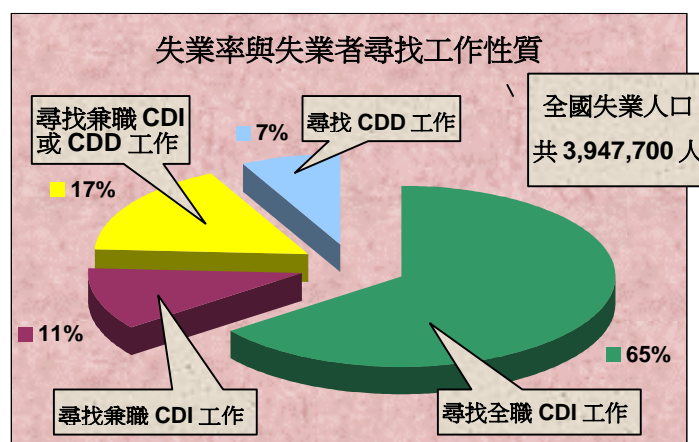 失業率與失業者尋找工作性質
全國失業人口
共 3,947,700 人
尋找兼職 CDI
或 CDD 工作
7%
尋找 CDD 工作
17%
11%
65%
尋找兼職 CDI 工作
尋找全職 CDI 工作